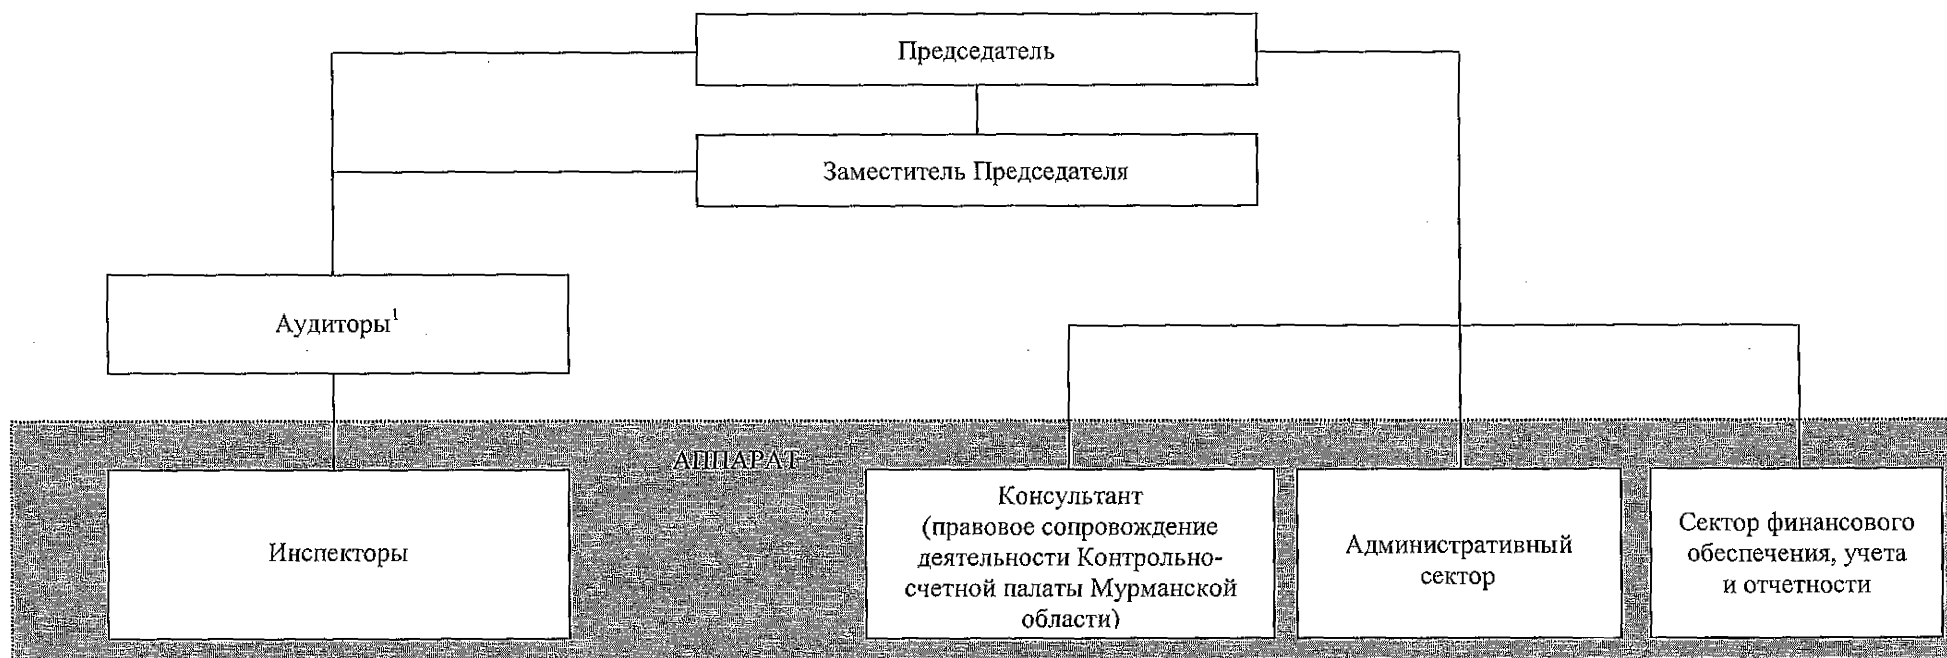 Председатель
Заместитель Председателя
Аудиторы¹
АППАРАТ
Инспекторы
Консультант
(правовое сопровождение
деятельности Контрольно-
счетной палаты Мурманской
области)
Административный
сектор
Сектор финансового
обеспечения, учета
и отчетности